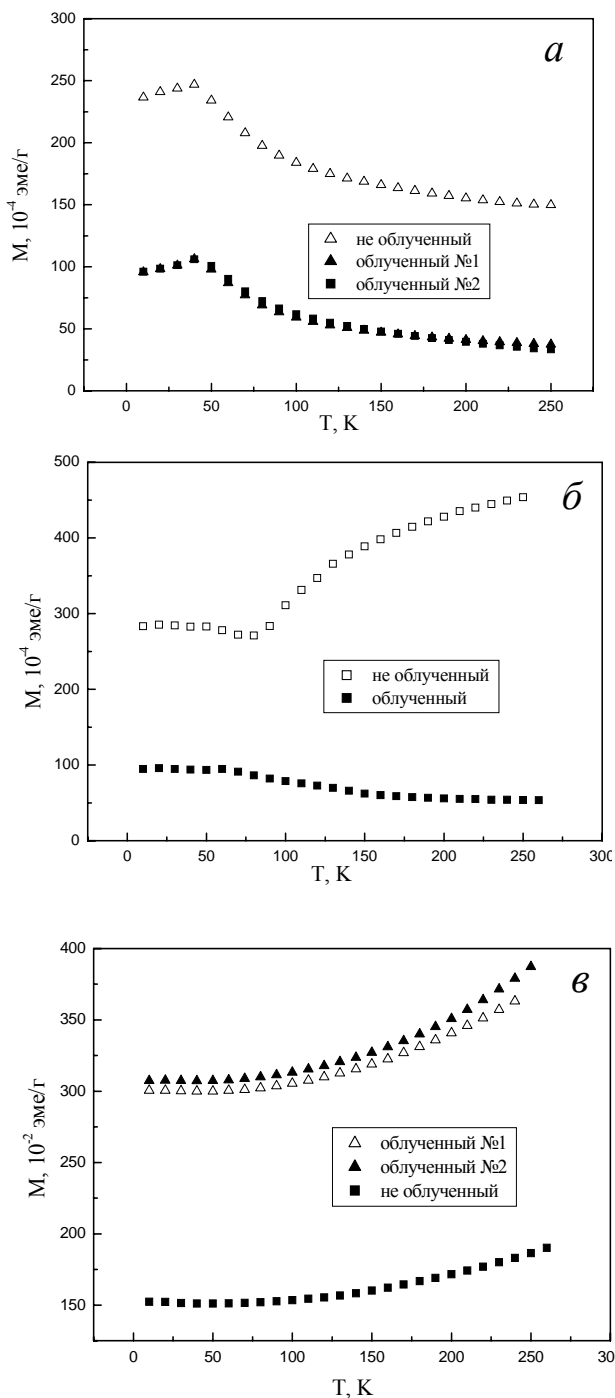 300
а
250
200
M, 10⁻⁴ эме/г
150
не облученный
облученный №1
100
облученный №2
50
0
0 50 100 150 200 250
T, K
500
б
400
M, 10⁻⁴ эме/г
300
не облученный
200
облученный
100
0
0 50 100 150 200 250 300
T, K
400
в
350
300
M, 10⁻² эме/г
облученный №1
250
облученный №2
не облученный
200
150
0 50 100 150 200 250 30
T, K